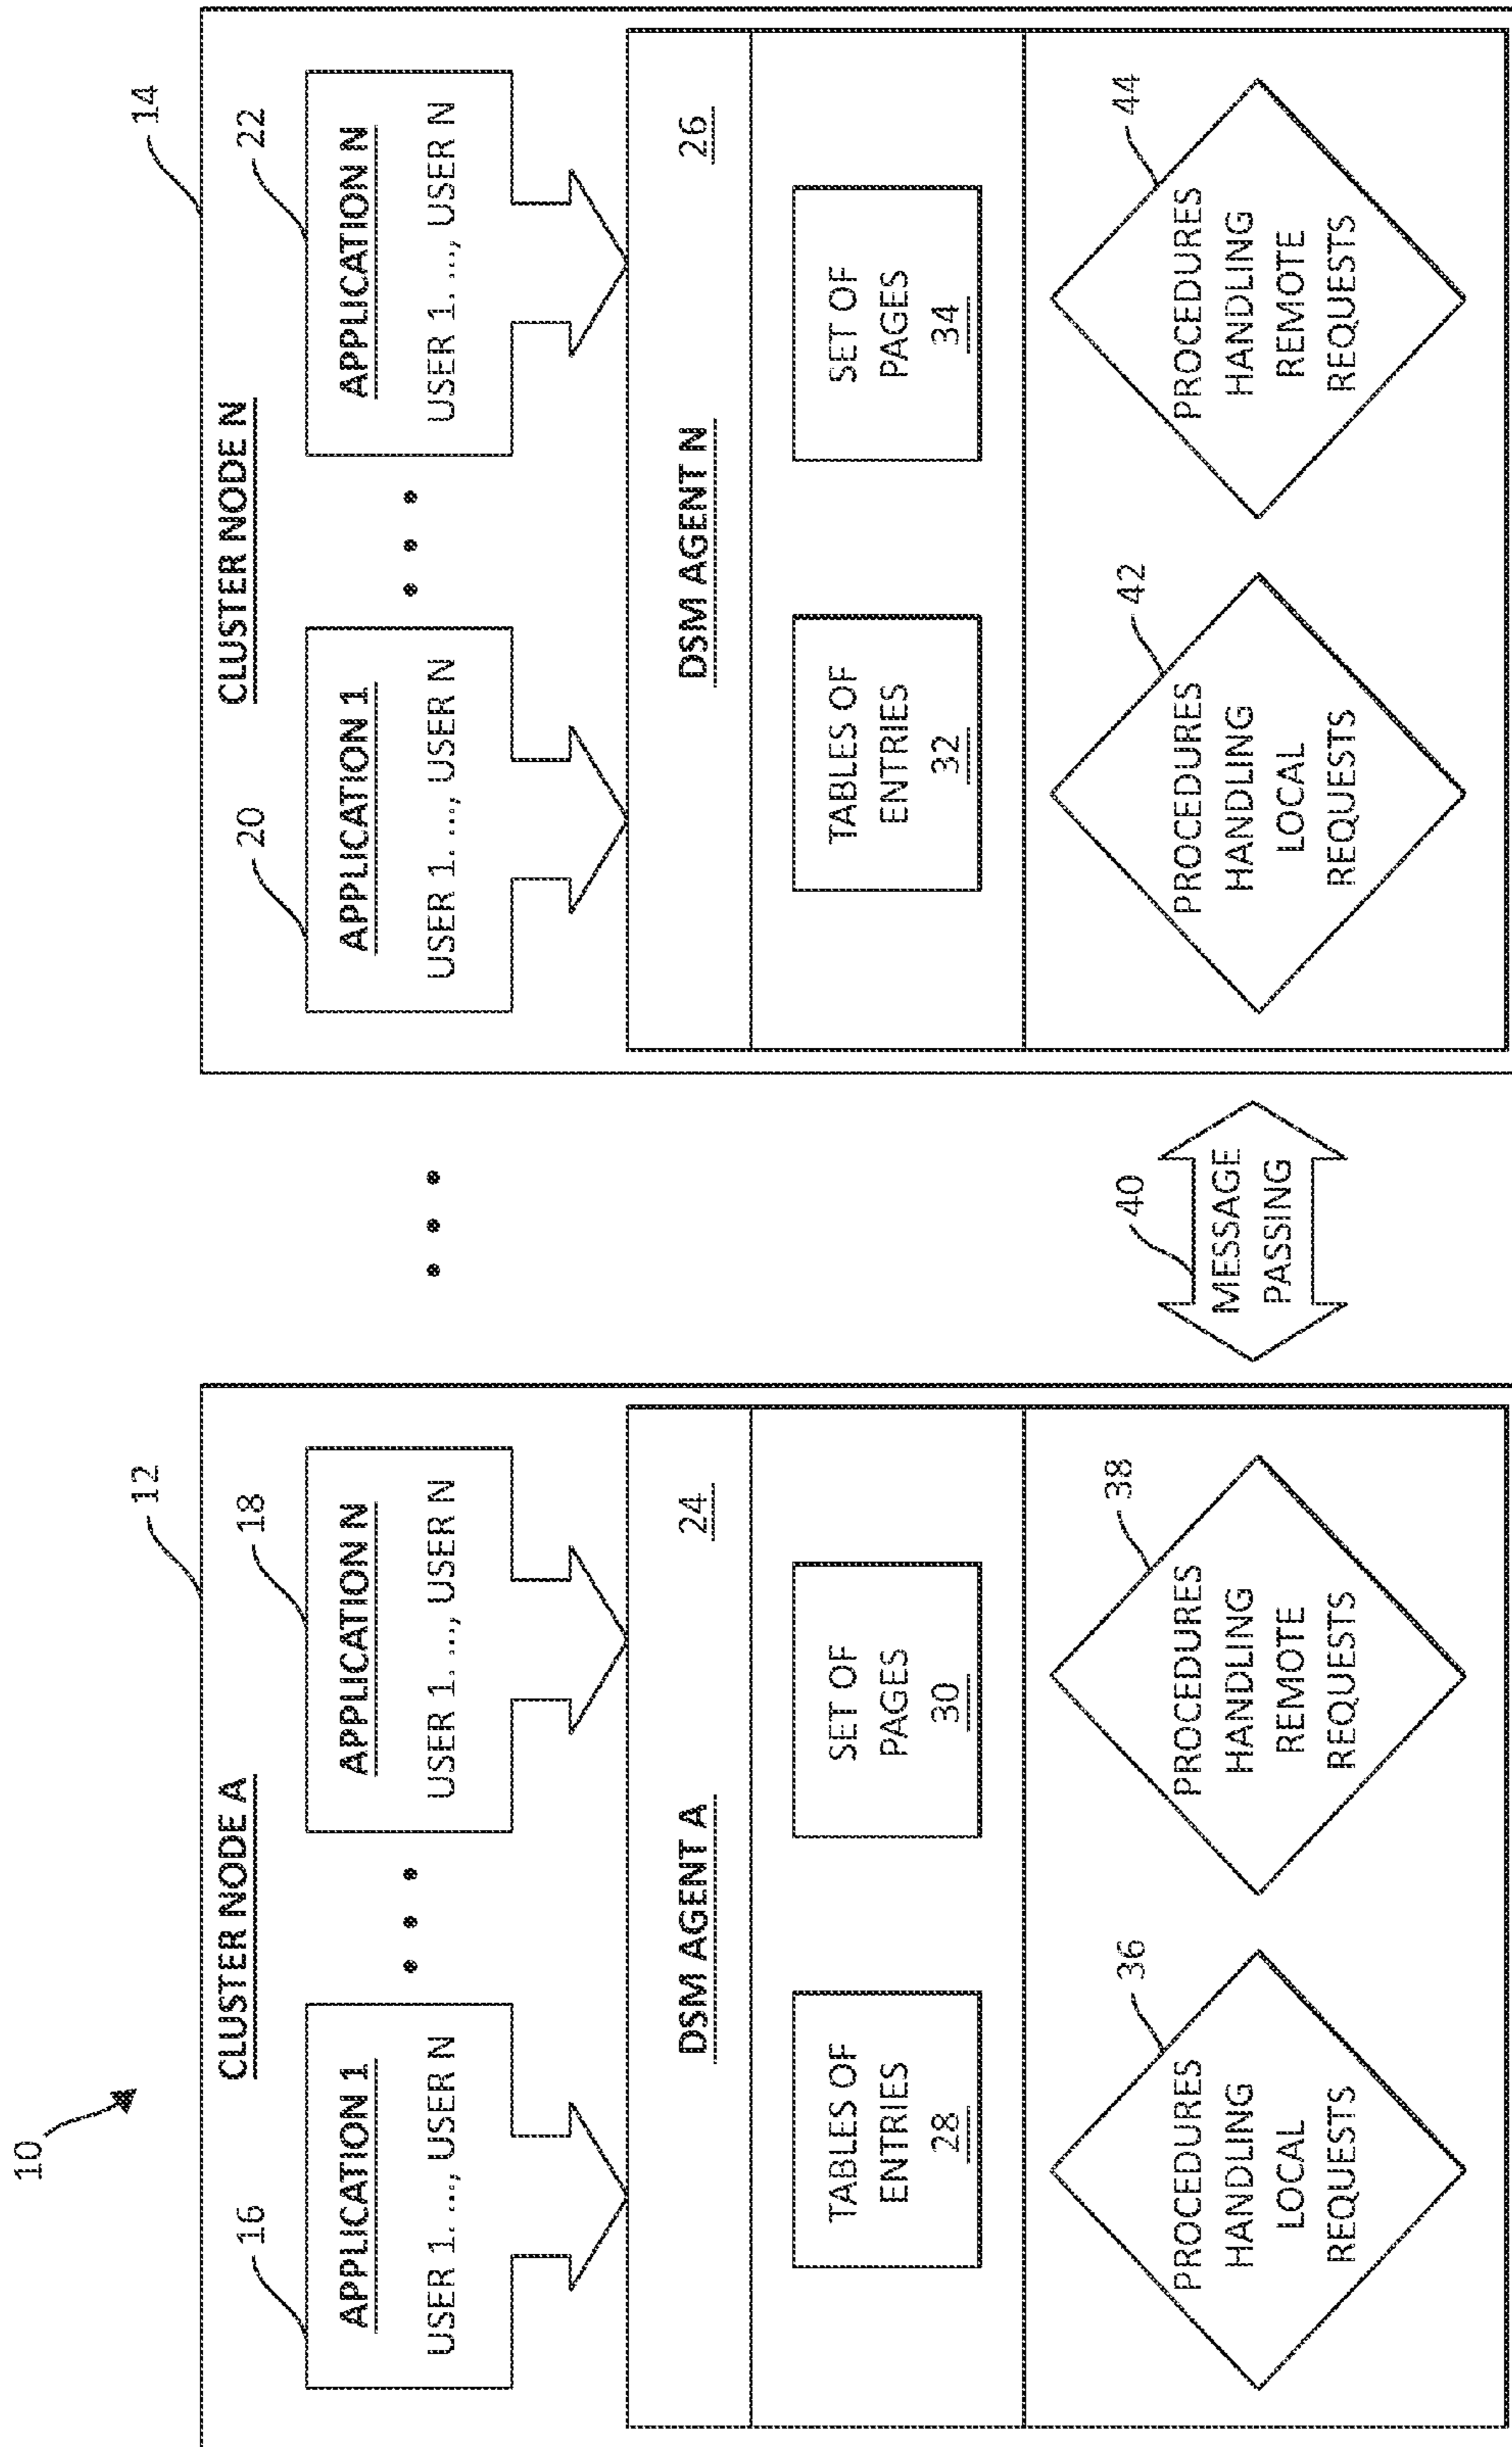 10
12
CLUSTER NODE A
16
APPLICATION 1
USER 1. ..., USER N
18
APPLICATION N
USER 1. ..., USER N
DSM AGENT A
24
TABLES OF
ENTRIES
28
SET OF
PAGES
30
36
PROCEDURES
HANDLING
LOCAL
REQUESTS
38
PROCEDURES
HANDLING
REMOTE
REQUESTS
40
MESSAGE
PASSING
14
CLUSTER NODE N
20
APPLICATION 1
USER 1. ..., USER N
22
APPLICATION N
USER 1. ..., USER N
DSM AGENT N
26
TABLES OF
ENTRIES
32
SET OF
PAGES
34
42
PROCEDURES
HANDLING
LOCAL
REQUESTS
44
PROCEDURES
HANDLING
REMOTE
REQUESTS